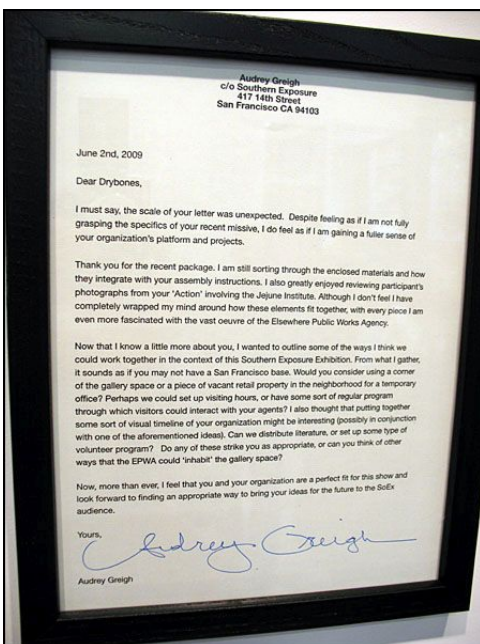 Audrey Greigh
c/o Southern Exposure
417 14th Street
San Francisco CA 94103
June 2nd, 2009
Dear Drybones,
I must say, the scale of your letter was unexpected. Despite feeling as if I am not fully
grasping the specifics of your recent missive, I do feel as if I am gaining a fuller sense of
your organization's platform and projects.
Thank you for the recent package. I am still sorting through the enclosed materials and how
they integrate with your assembly instructions. I also greatly enjoyed reviewing participant's
photographs from your 'Action' involving the Jejune Institute. Although I don't feel I have
completely wrapped my mind around how these elements fit together, with every piece I am
even more fascinated with the vast oeuvre of the Elsewhere Public Works Agency.
Now that I know a little more about you, I wanted to outline some of the ways I think we
could work together in the context of this Southern Exposure Exhibition. From what I gather,
it sounds as if you may not have a San Francisco base. Would you consider using a corner
of the gallery space or a piece of vacant retail property in the neighborhood for a temporary
office? Perhaps we could set up visiting hours, or have some sort of regular program
through which visitors could interact with your agents? I also thought that putting together
some sort of visual timeline of your organization might be interesting (possibly in conjunction
with one of the aforementioned ideas). Can we distribute literature, or set up some type of
volunteer program? Do any of these strike you as appropriate, or can you think of other
ways that the EPWA could 'inhabit' the gallery space?
Now, more than ever, I feel that you and your organization are a perfect fit for this show and
look forward to finding an appropriate way to bring your ideas for the future to the SoEx
audience.
Yours,
Audrey Greigh
Audrey Greigh